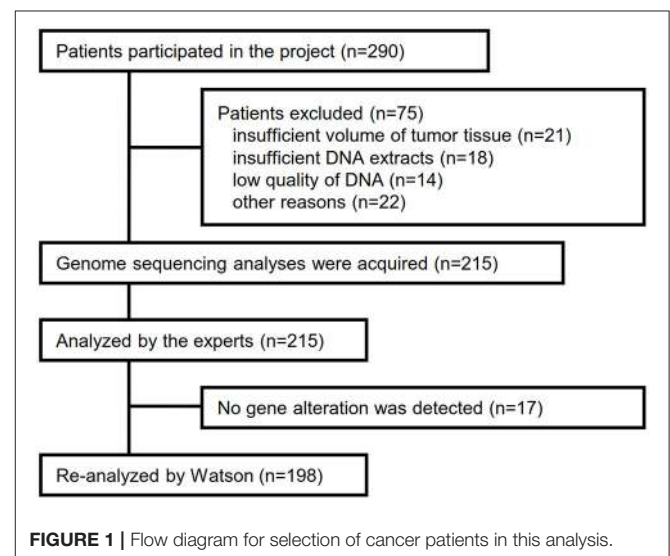 Patients participated in the project (n=290)
Patients excluded (n=75)
insufficient volume of tumor tissue (n=21)
insufficient DNA extracts (n=18)
low quality of DNA (n=14)
other reasons (n=22)
Genome sequencing analyses were acquired (n=215)
Analyzed by the experts (n=215)
No gene alteration was detected (n=17)
Re-analyzed by Watson (n=198)
FIGURE 1 | Flow diagram for selection of cancer patients in this analysis.